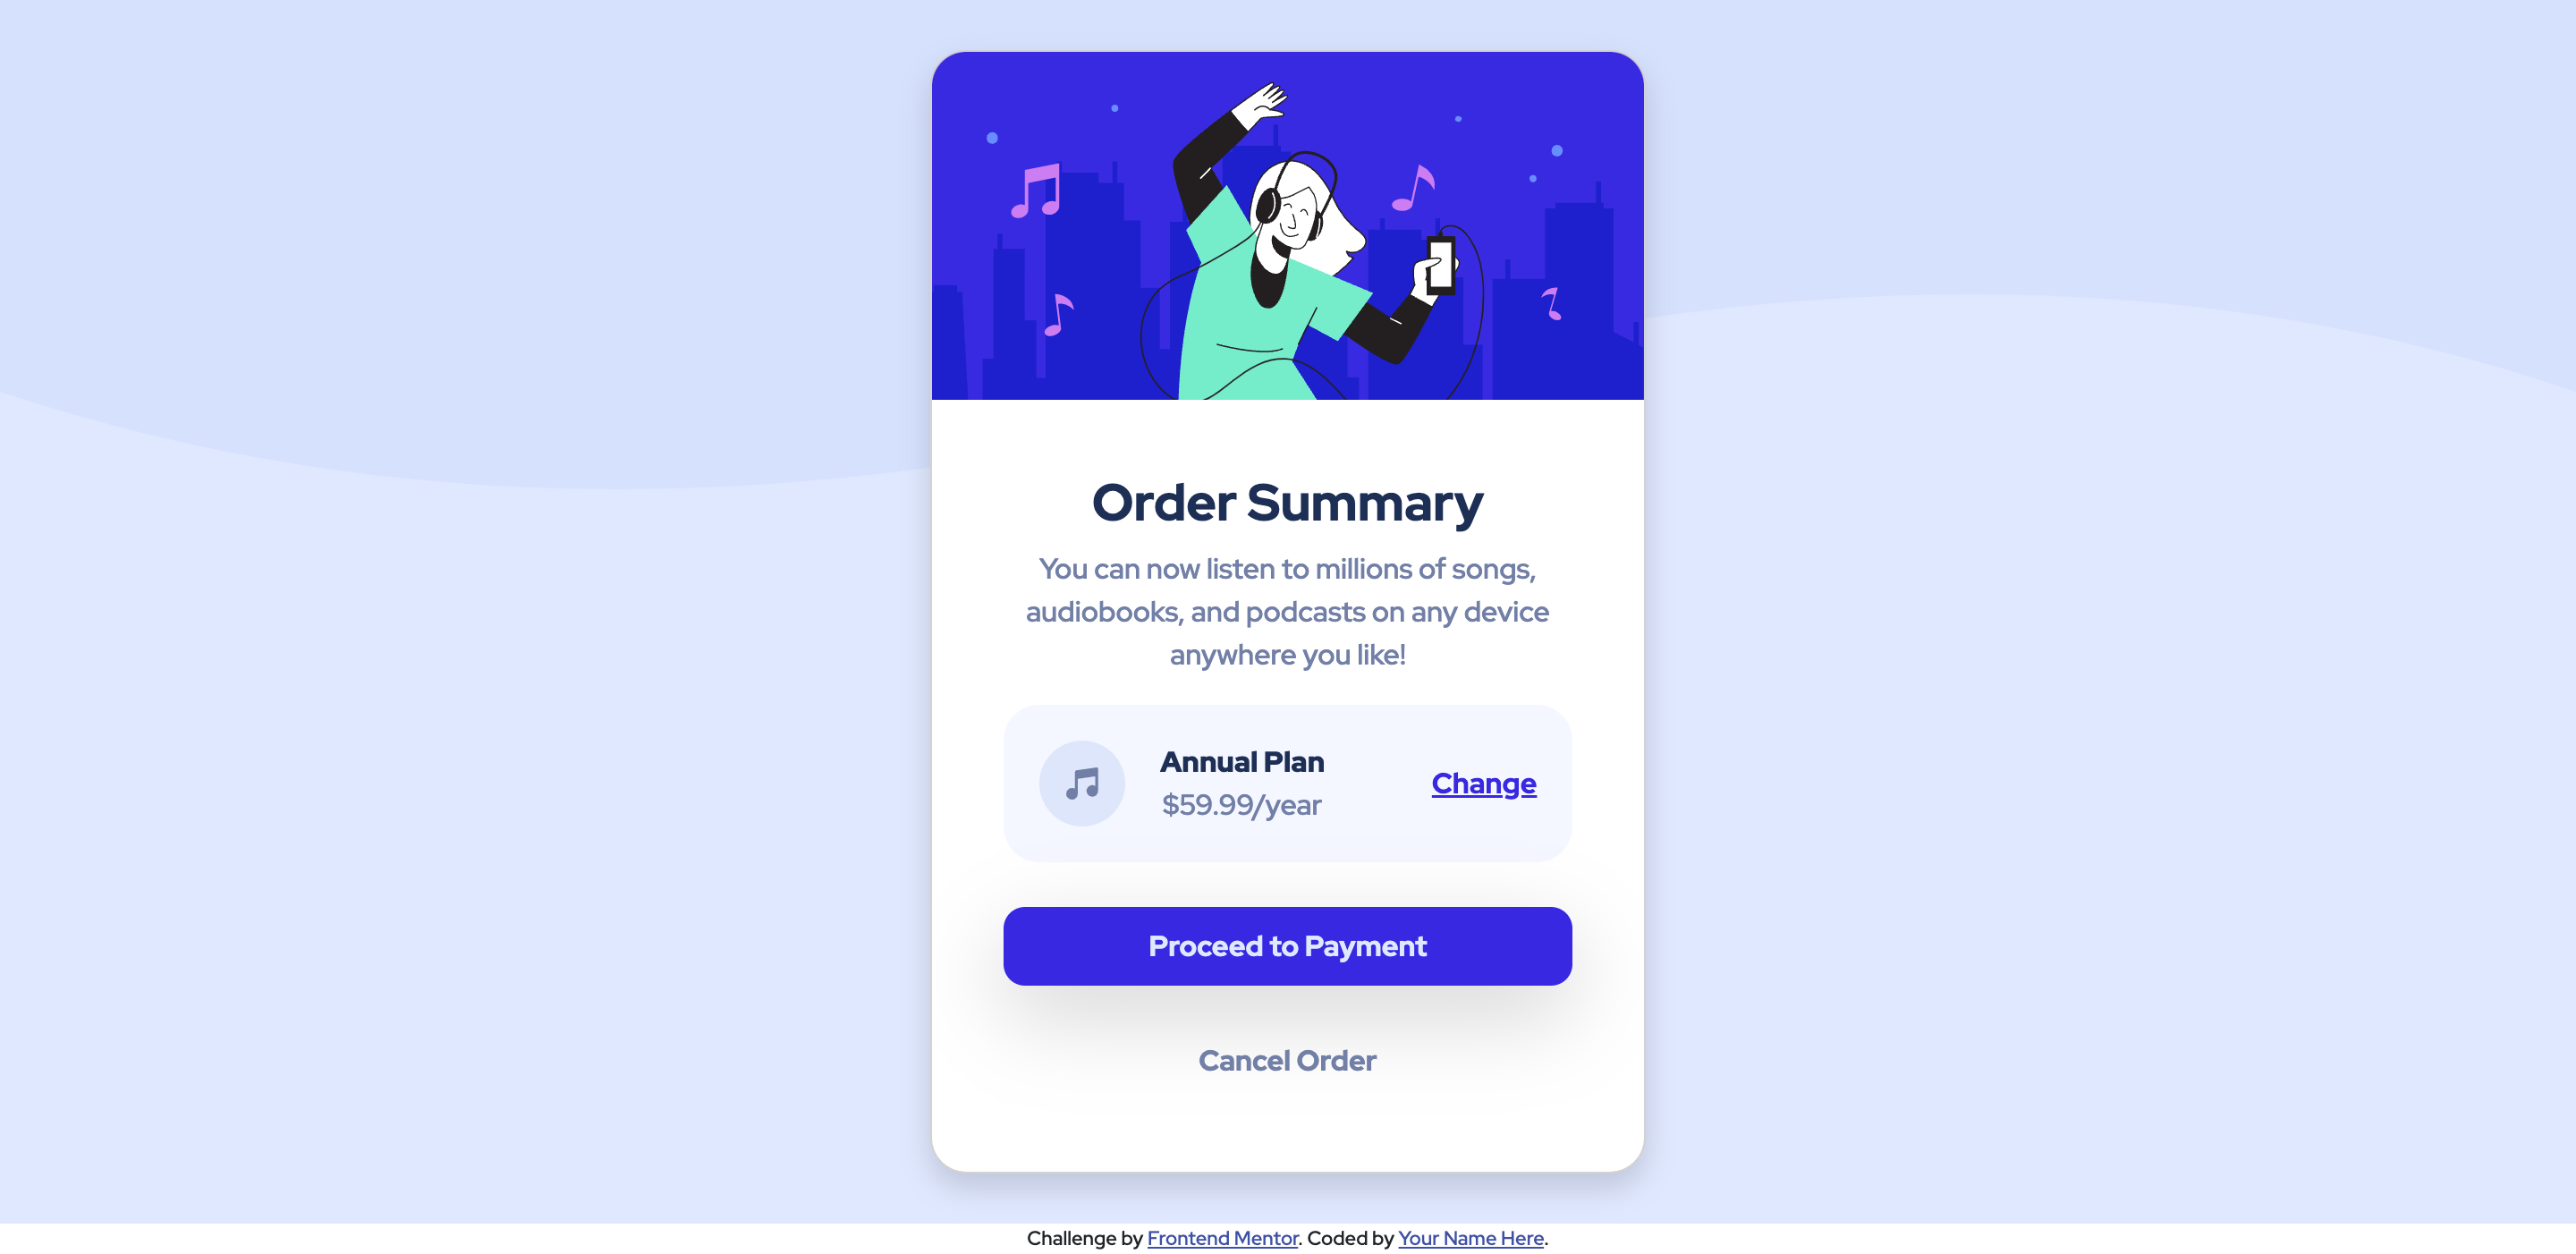 Order Summary
You can now listen to millions of songs,
audiobooks, and podcasts on any device
anywhere you like!
Annual Plan
$59.99/year
Change
Proceed to Payment
Cancel Order
Challenge by Frontend Mentor. Coded by Your Name Here.